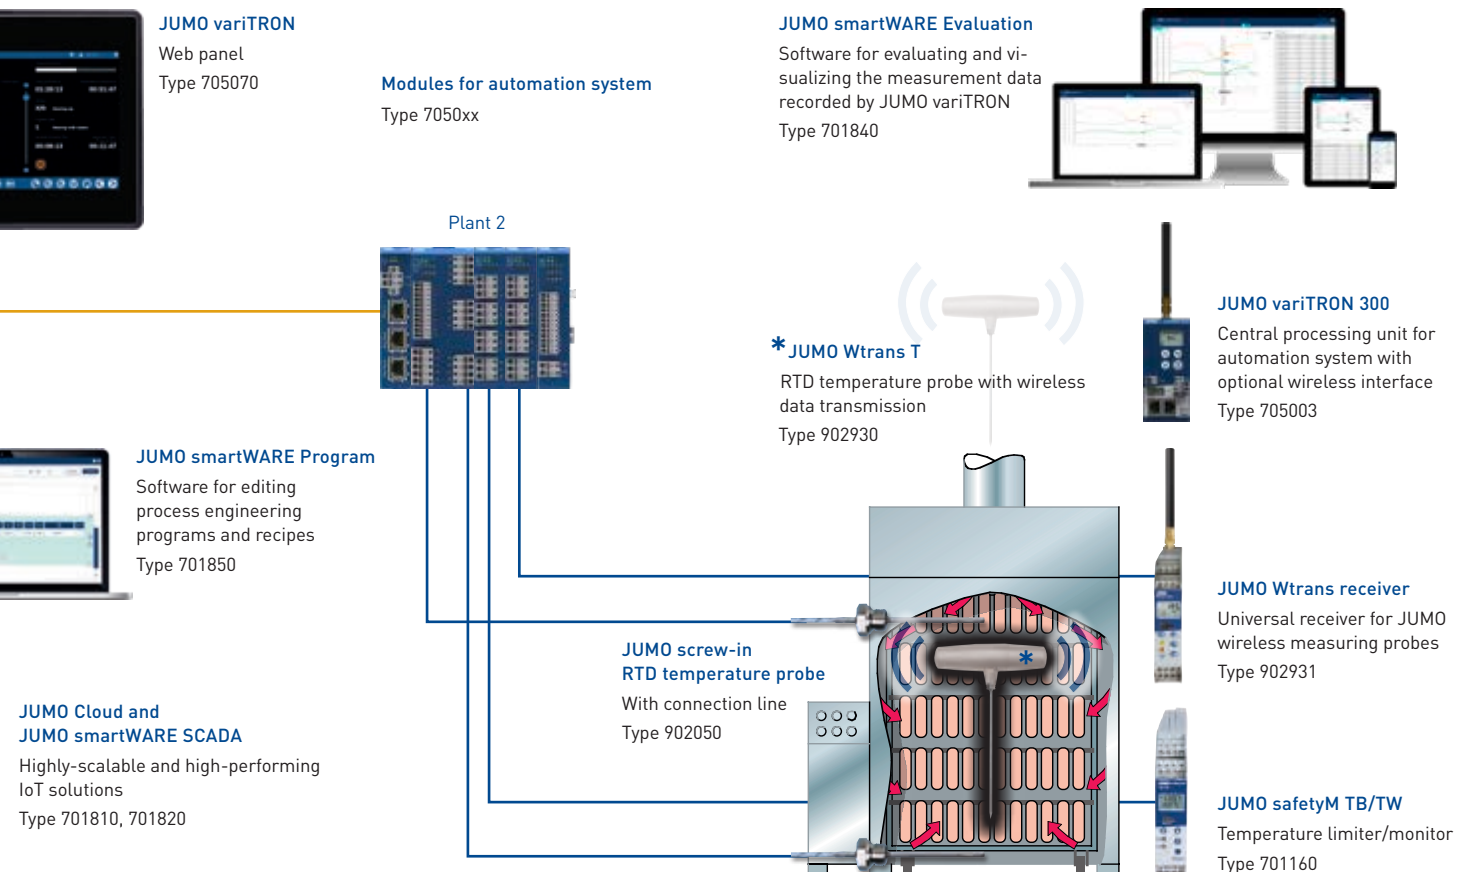 JUMO variTRON
Web panel
Type 705070
Modules for automation system
Type 7050xx
JUMO smartWARE Evaluation
Software for evaluating and vi-
sualizing the measurement data
recorded by JUMO variTRON
Type 701840
Plant 2
*JUMO Wtrans T
RTD temperature probe with wireless
data transmission
Type 902930
JUMO variTRON 300
Central processing unit for
automation system with
optional wireless interface
Type 705003
JUMO smartWARE Program
Software for editing
process engineering
programs and recipes
Type 701850
JUMO Wtrans receiver
Universal receiver for JUMO
wireless measuring probes
Type 902931
JUMO screw-in
RTD temperature probe
With connection line
Type 902050
*
JUMO Cloud and
JUMO smartWARE SCADA
Highly-scalable and high-performing
IoT solutions
Type 701810, 701820
JUMO safetyM TB/TW
Temperature limiter/monitor
Type 701160